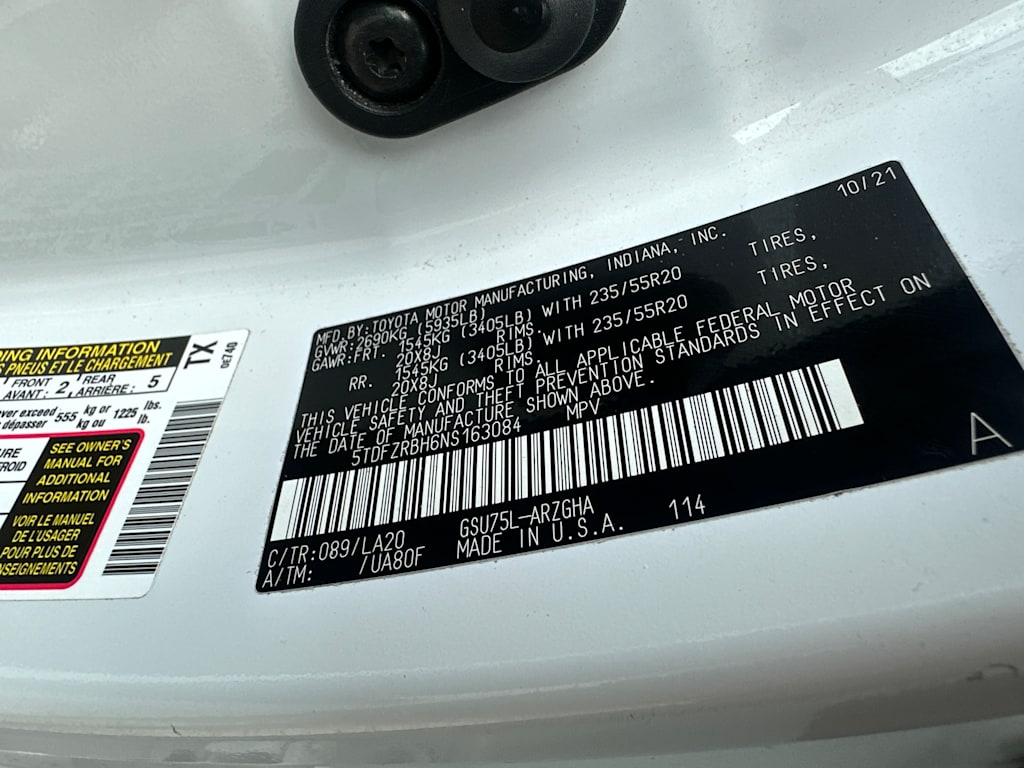 10/21
MFD BY:TOYOTA MOTOR MANUFACTURING, INDIANA, INC.
GVWR:2690KG (5935LB)
GAWR:FRT. 1545KG (3405LB) WITH 235/55R20 TIRES,
20X8J RIMS.
RR. 1545KG (3405LB) WITH 235/55R20 TIRES,
20X8J RIMS.
THIS VEHICLE CONFORMS TO ALL APPLICABLE FEDERAL MOTOR
VEHICLE SAFETY AND THEFT PREVENTION STANDARDS IN EFFECT ON
THE DATE OF MANUFACTURE SHOWN ABOVE.
5TDFZRBH6NS163084 MPV
C/TR:089/LA20 GSU75L-ARZGHA 114
A/TM: /UA80F MADE IN U.S.A.
A
ING INFORMATION
PNEUS ET LE CHARGEMENT
TX
0E740
FRONT 2, REAR 5
AVANT: ARRIÈRE:
ver exceed 555 kg or 1225 lbs.
dépasser kg ou lb.
SEE OWNER'S
MANUAL FOR
ADDITIONAL
INFORMATION
VOIR LE MANUEL
DE L'USAGER
POUR PLUS DE
NSEIGNEMENTS